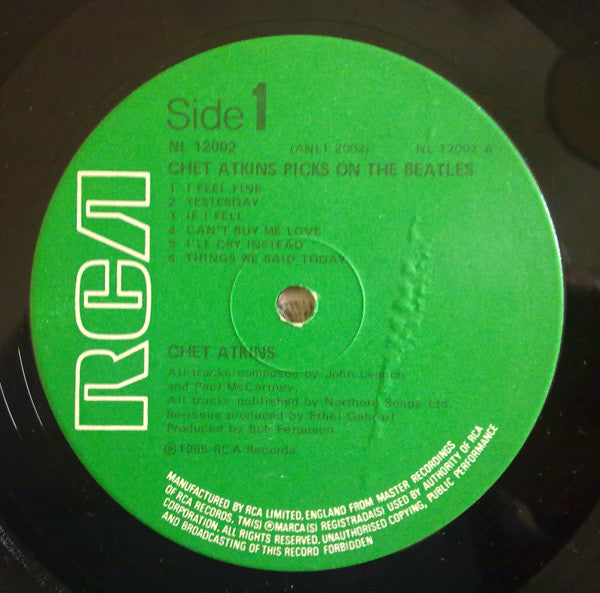 RCA
Side 1
NL 12002 (ANL1 2002) NL 12002 A
CHET ATKINS PICKS ON THE BEATLES
1 I FEEL FINE
2 YESTERDAY
3 IF I FELL
4 CAN'T BUY ME LOVE
5 I'LL CRY INSTEAD
6 THINGS WE SAID TODAY
CHET ATKINS
All tracks composed by John Lennon
and Paul McCartney.
All tracks published by Northern Songs Ltd.
Re-issue produced by Ethel Gabriel
Produced by Bob Ferguson
℗ 1966 RCA Records
MANUFACTURED BY RCA LIMITED, ENGLAND FROM MASTER RECORDINGS
OF RCA RECORDS. TM(S) ®MARCA(S) REGISTRADA(S) USED BY AUTHORITY OF RCA
CORPORATION. ALL RIGHTS RESERVED. UNAUTHORISED COPYING, PUBLIC PERFORMANCE
AND BROADCASTING OF THIS RECORD FORBIDDEN